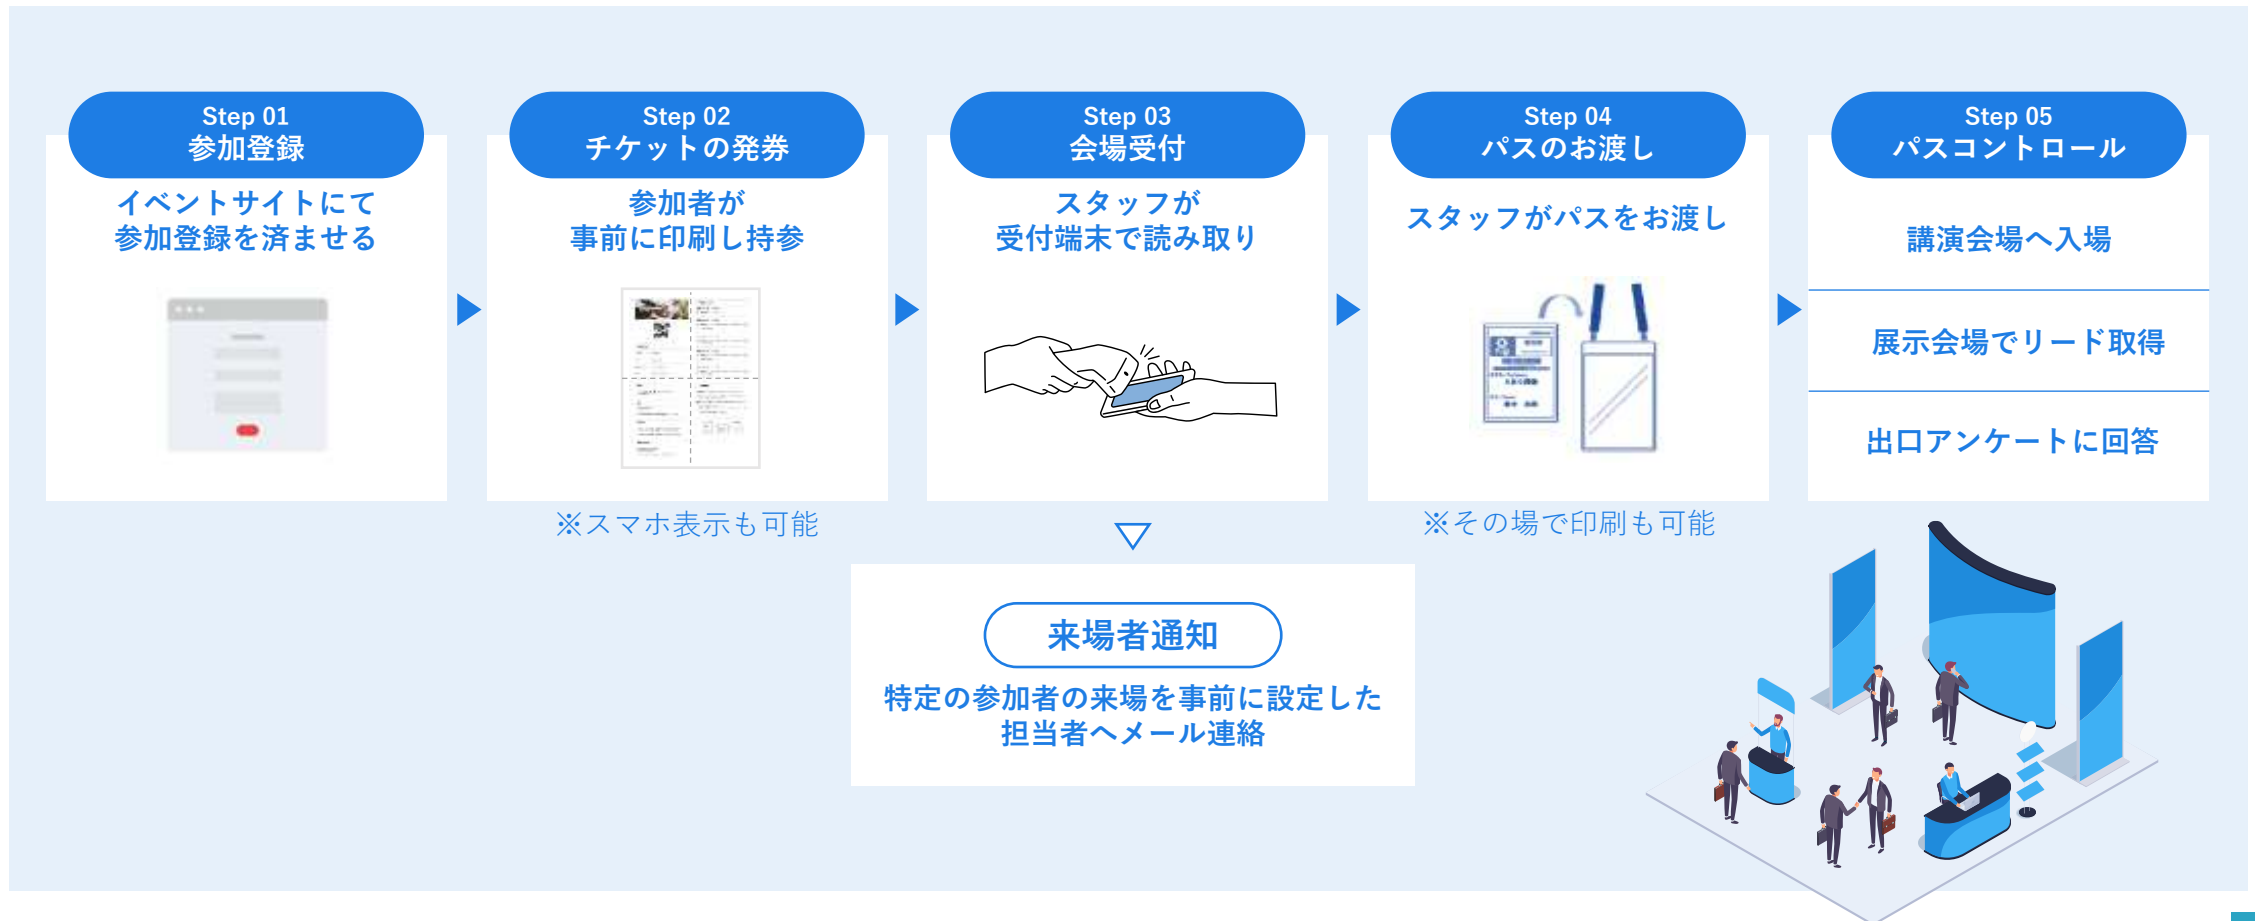 Step 01
参加登録
イベントサイトにて
参加登録を済ませる
Step 02
チケットの発券
参加者が
事前に印刷し持参
※スマホ表示も可能
Step 03
会場受付
スタッフが
受付端末で読み取り
来場者通知
特定の参加者の来場を事前に設定した
担当者へメール連絡
Step 04
パスのお渡し
スタッフがパスをお渡し
※その場で印刷も可能
Step 05
パスコントロール
講演会場へ入場
展示会場でリード取得
出口アンケートに回答